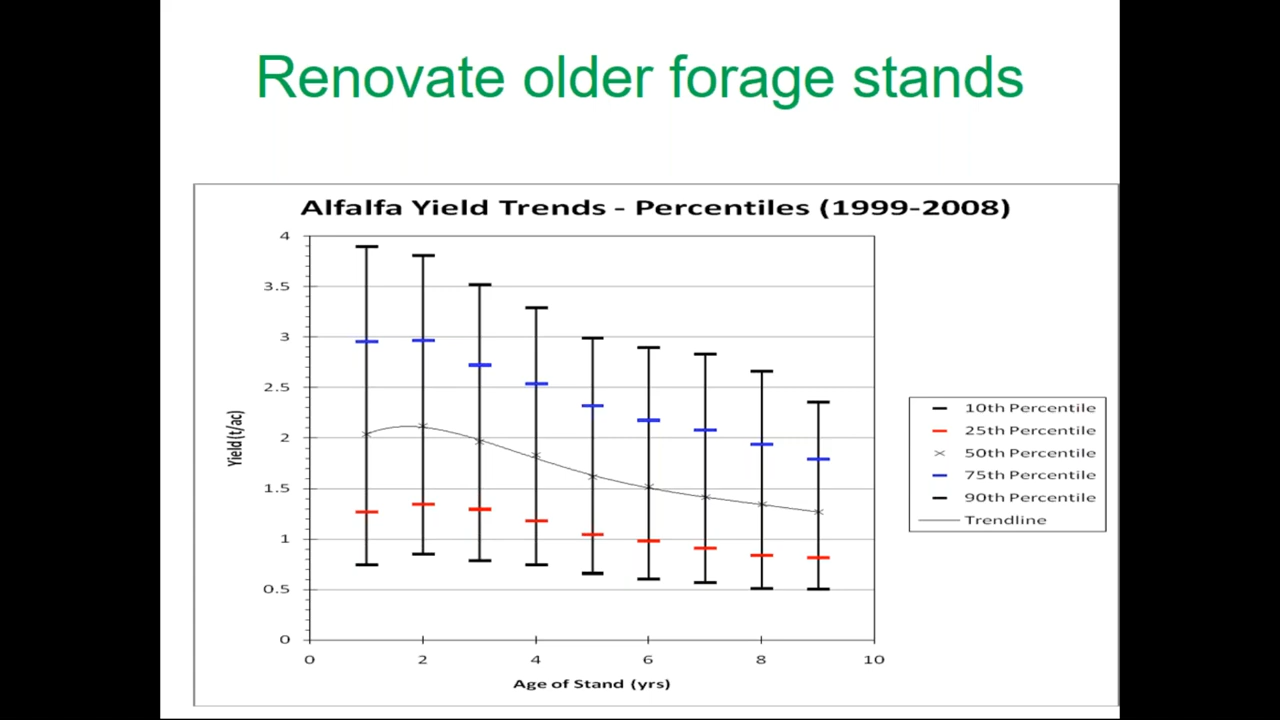 Renovate older forage stands
Alfalfa Yield Trends - Percentiles (1999-2008)
4
3.5
3
2.5
2
1.5
1
0.5
0
Yield(t/ac)
0 2 4 6 8 10
Age of Stand (yrs)
10th Percentile
25th Percentile
50th Percentile
75th Percentile
90th Percentile
Trendline